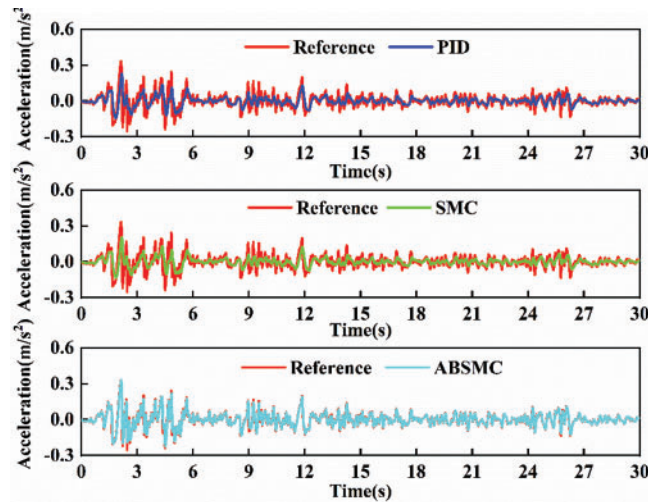 Acceleration(m/s²)
0.6
0.3
0.0
-0.3
Reference PID
0 3 6 9 12 15 18 21 24 27 30
Time(s)
Acceleration(m/s²)
0.6
0.3
0.0
-0.3
Reference SMC
0 3 6 9 12 15 18 21 24 27 30
Time(s)
Acceleration(m/s²)
0.6
0.3
0.0
-0.3
Reference ABSMC
0 3 6 9 12 15 18 21 24 27 30
Time(s)